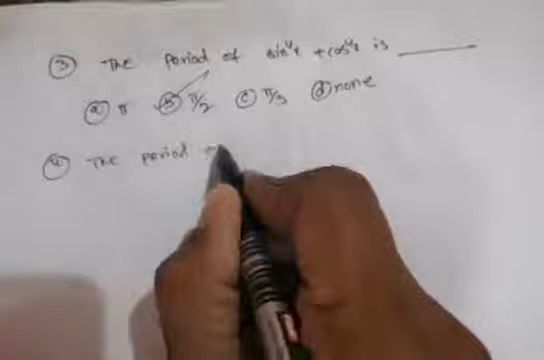 ③ The period of sin⁴x + cos⁴x is ______
ⓐ π ⓑ π/2 ⓒ π/3 ⓓ none
④ The period